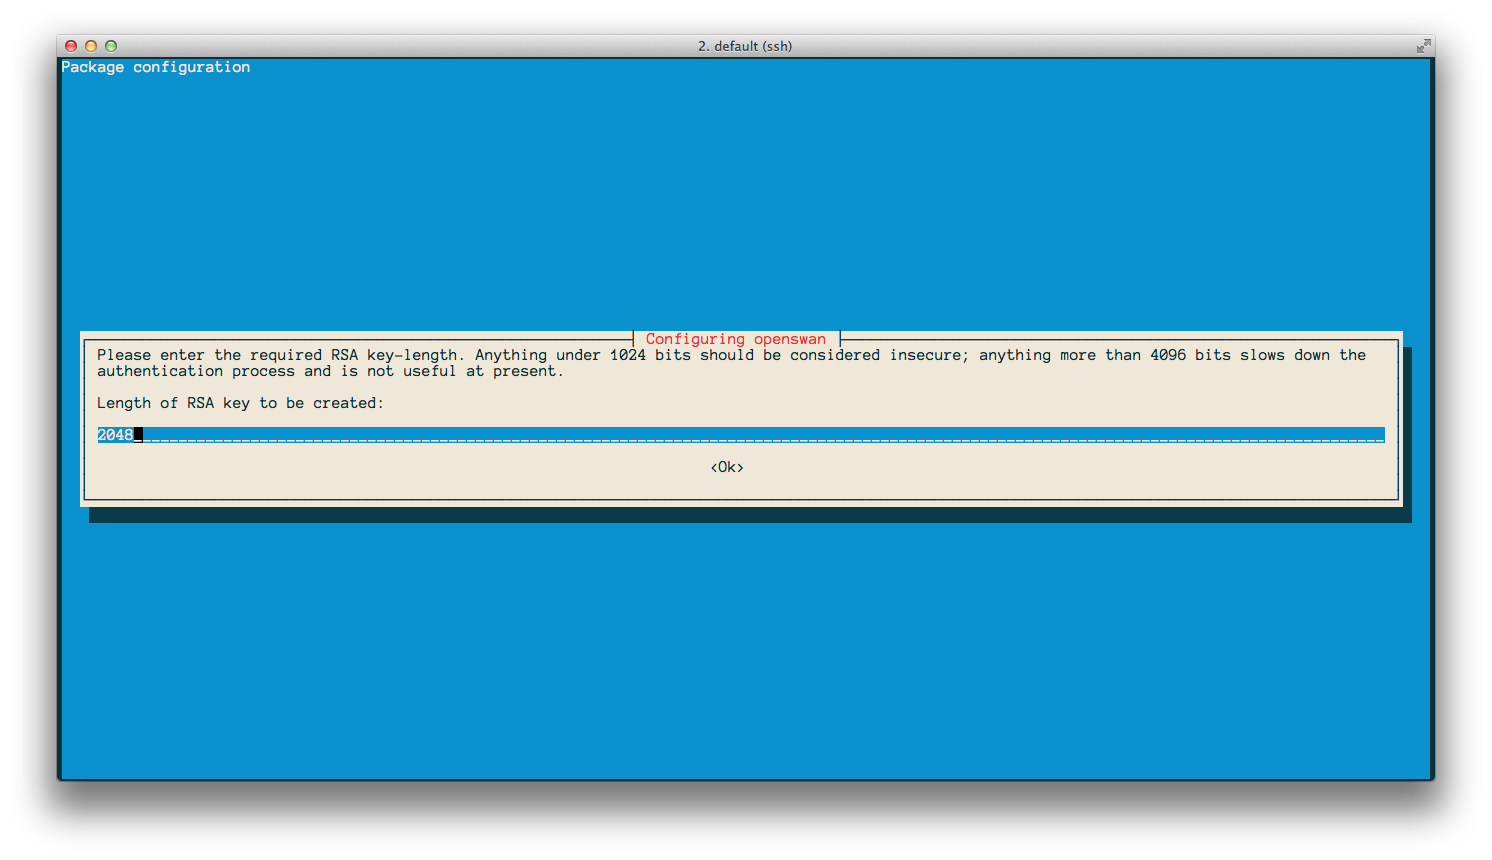 2. default (ssh)
Package configuration
Configuring openswan
Please enter the required RSA key-length. Anything under 1024 bits should be considered insecure; anything more than 4096 bits slows down the
authentication process and is not useful at present.
Length of RSA key to be created:
2048
<Ok>